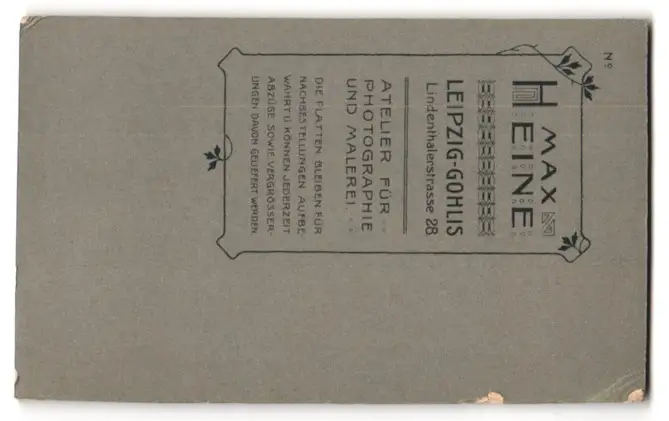 Nº
MAX
HEINE
LEIPZIG-GOHLIS
Lindenthalerstrasse 28
ATELIER FÜR
PHOTOGRAPHIE
UND MALEREI.
DIE PLATTEN BLEIBEN FÜR
NACHBESTELLUNGEN AUFBE-
WAHRT U KÖNNEN JEDERZEIT
ABZÜGE SOWIE VERGRÖSSER-
UNGEN DAVON GELIEFERT WERDEN